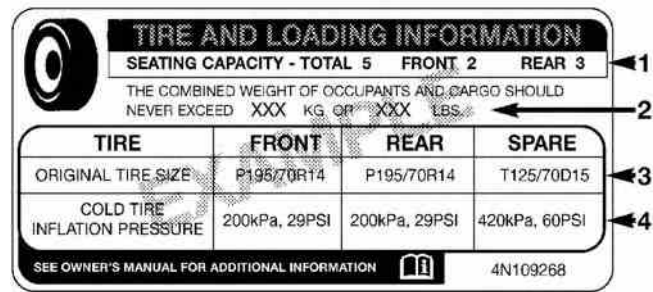 TIRE AND LOADING INFORMATION
SEATING CAPACITY - TOTAL 5 FRONT 2 REAR 3 1
THE COMBINED WEIGHT OF OCCUPANTS AND CARGO SHOULD
NEVER EXCEED XXX KG OR XXX LBS. 2
TIRE FRONT REAR SPARE
ORIGINAL TIRE SIZE P195/70R14 P195/70R14 T125/70D15 3
COLD TIRE
INFLATION PRESSURE 200kPa, 29PSI 200kPa, 29PSI 420kPa, 60PSI 4
SEE OWNER'S MANUAL FOR ADDITIONAL INFORMATION i 4N109268
EXAMPLE